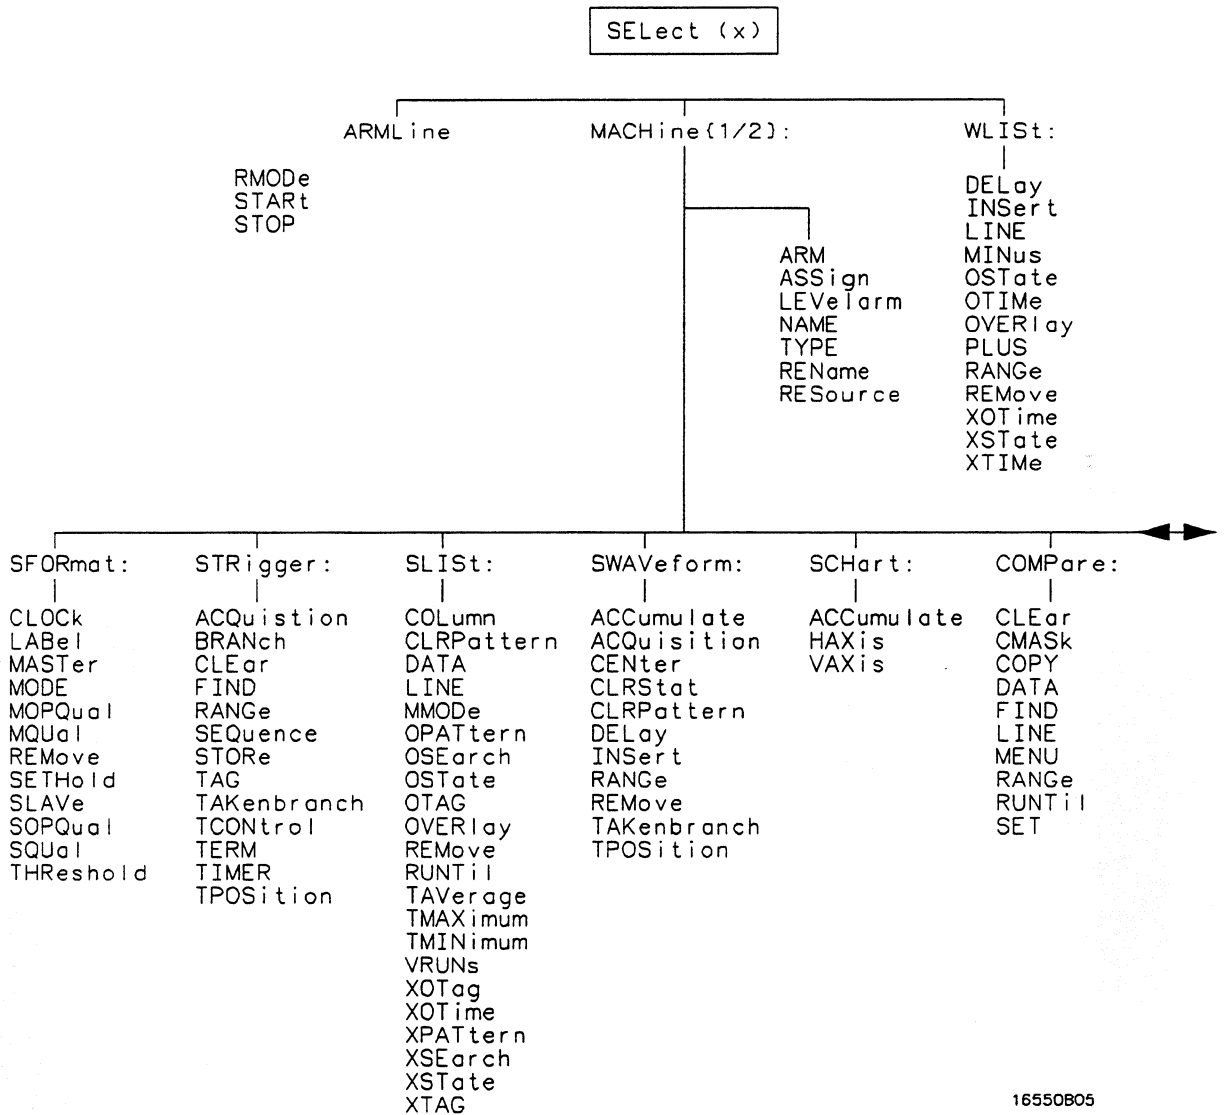 SELect (x)
ARMLine
MACHine{1/2}:
WLISt:
RMODe
STARt
STOP
ARM
ASSign
LEVelarm
NAME
TYPE
REName
RESource
DELay
INSert
LINE
MINus
OSTate
OTIMe
OVERlay
PLUS
RANGe
REMove
XOTime
XSTate
XTIMe
SFORmat:
CLOCk
LABel
MASTer
MODE
MOPQual
MQUal
REMove
SETHold
SLAVe
SOPQual
SQUal
THReshold
STRigger:
ACQuistion
BRANch
CLEar
FIND
RANGe
SEQuence
STORe
TAG
TAKenbranch
TCONtrol
TERM
TIMER
TPOSition
SLISt:
COLumn
CLRPattern
DATA
LINE
MMODe
OPATtern
OSEarch
OSTate
OTAG
OVERlay
REMove
RUNTil
TAVerage
TMAXimum
TMINimum
VRUNs
XOTag
XOTime
XPATtern
XSEarch
XSTate
XTAG
SWAVeform:
ACCumulate
ACQuisition
CENter
CLRStat
CLRPattern
DELay
INSert
RANGe
REMove
TAKenbranch
TPOSition
SCHart:
ACCumulate
HAXis
VAXis
COMPare:
CLEar
CMASk
COPY
DATA
FIND
LINE
MENU
RANGe
RUNTil
SET
16550B05